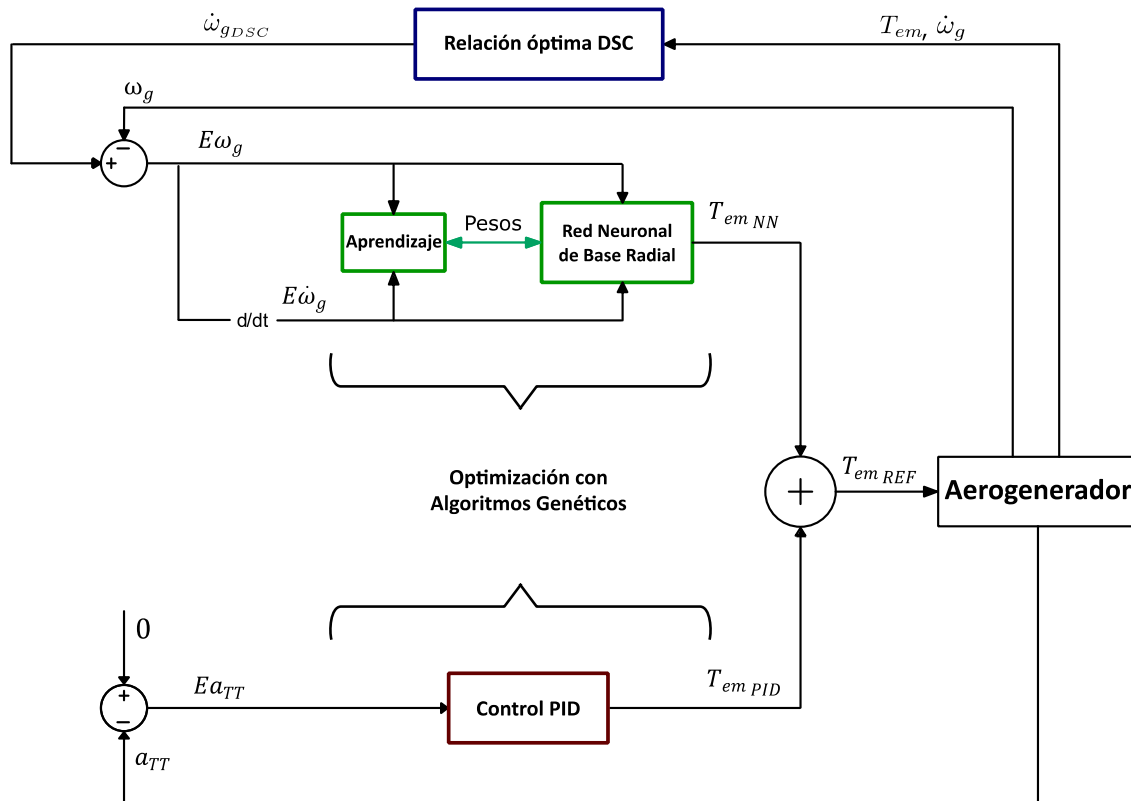 ω̇_gDSC
Relación óptima DSC
T_em, ω̇_g
ω_g
−
+
Eω_g
Aprendizaje
Pesos
Red Neuronal
de Base Radial
T_em NN
d/dt
Eω̇_g
Optimización con
Algoritmos Genéticos
+
T_em REF
Aerogenerador
0
+
−
Ea_TT
Control PID
T_em PID
a_TT